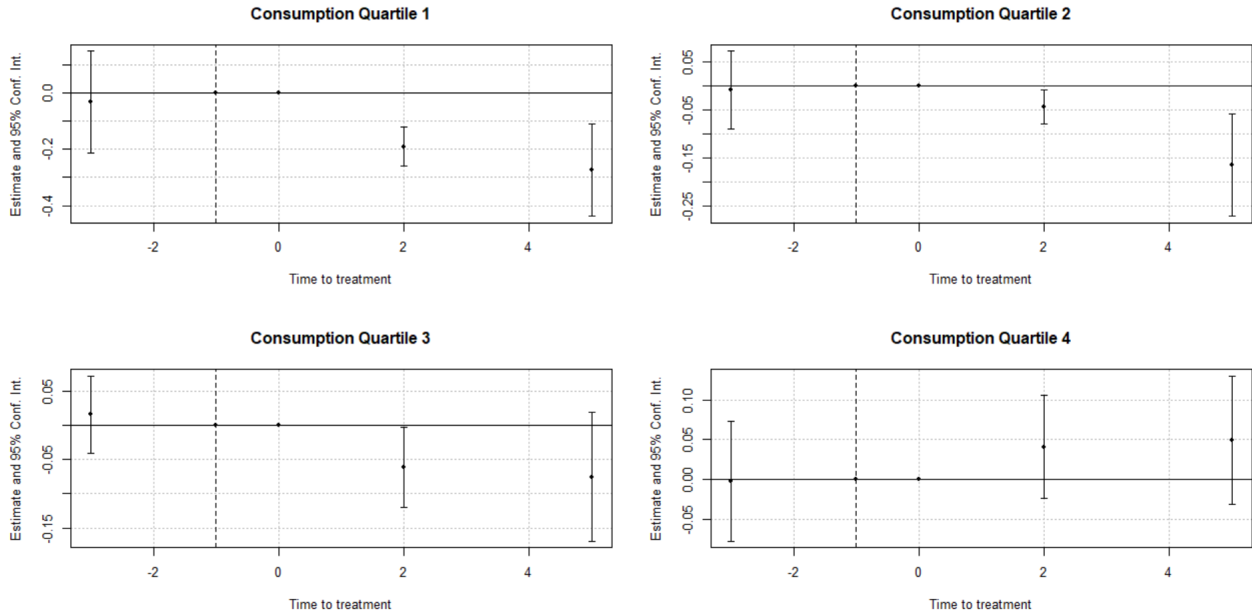 Consumption Quartile 1
Estimate and 95% Conf. Int.
0.0
-0.2
-0.4
-2 0 2 4
Time to treatment
Consumption Quartile 2
Estimate and 95% Conf. Int.
0.05
-0.05
-0.15
-0.25
-2 0 2 4
Time to treatment
Consumption Quartile 3
Estimate and 95% Conf. Int.
0.05
-0.05
-0.15
-2 0 2 4
Time to treatment
Consumption Quartile 4
Estimate and 95% Conf. Int.
0.10
0.05
0.00
-0.05
-2 0 2 4
Time to treatment